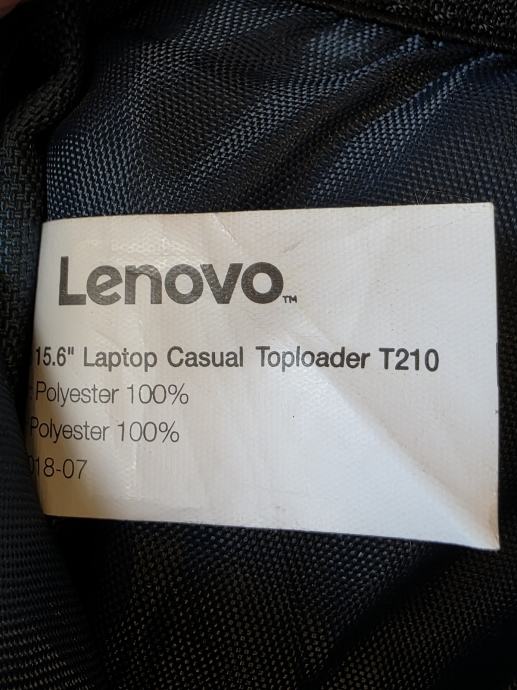 Lenovo™
15.6" Laptop Casual Toploader T210
: Polyester 100%
Polyester 100%
018-07